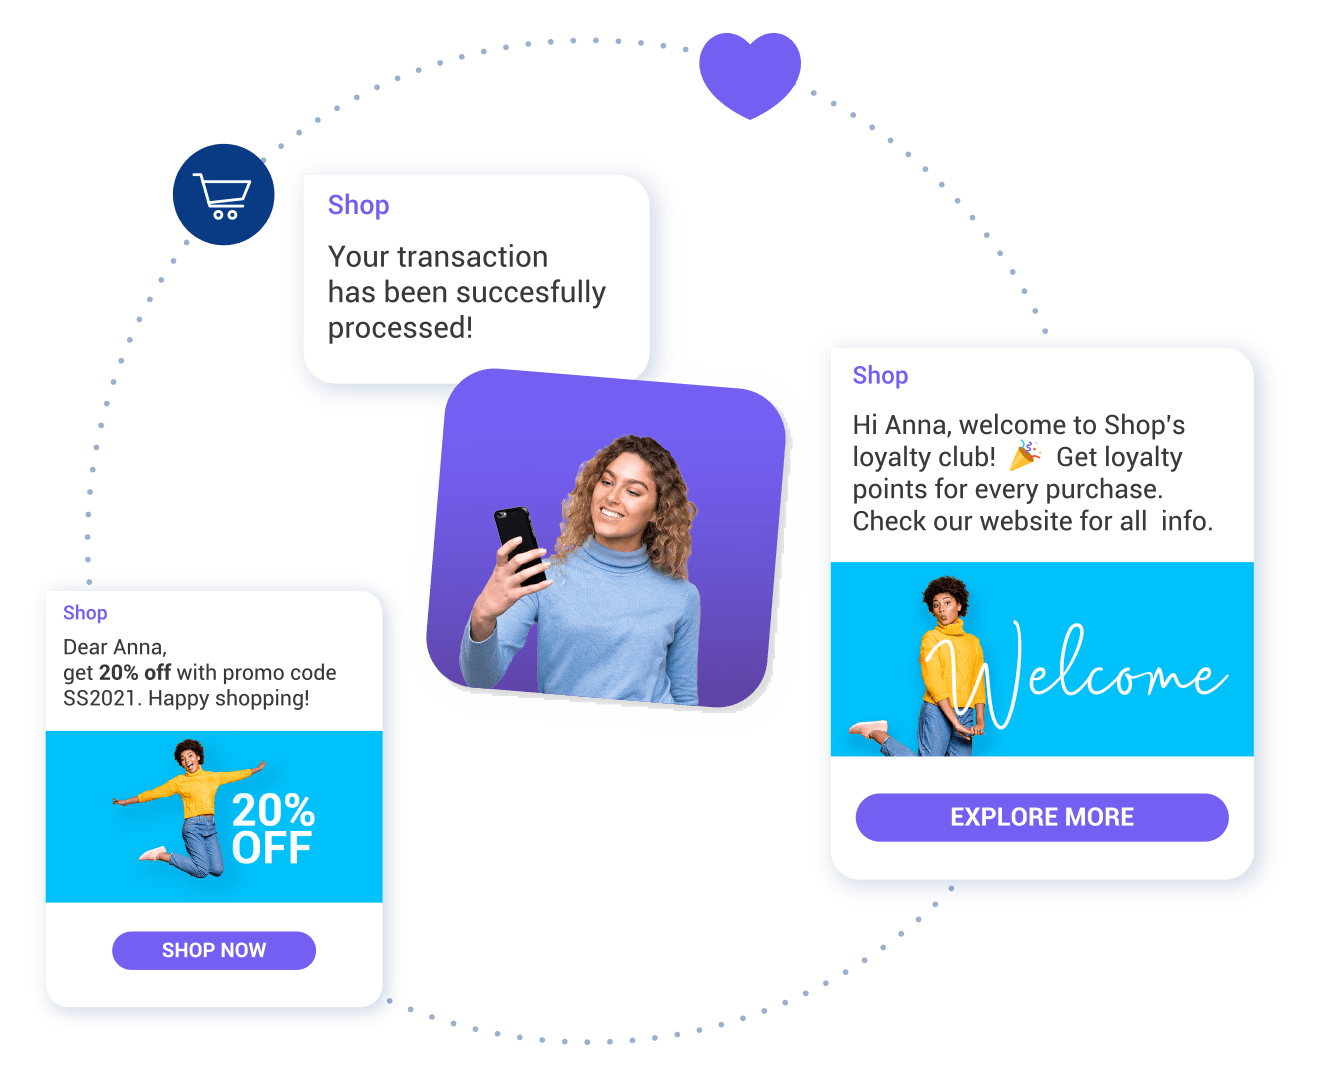 Shop
Your transaction
has been succesfully
processed!
Shop
Hi Anna, welcome to Shop's
loyalty club! 🎉 Get loyalty
points for every purchase.
Check our website for all info.
Welcome
EXPLORE MORE
Shop
Dear Anna,
get 20% off with promo code
SS2021. Happy shopping!
20%
OFF
SHOP NOW